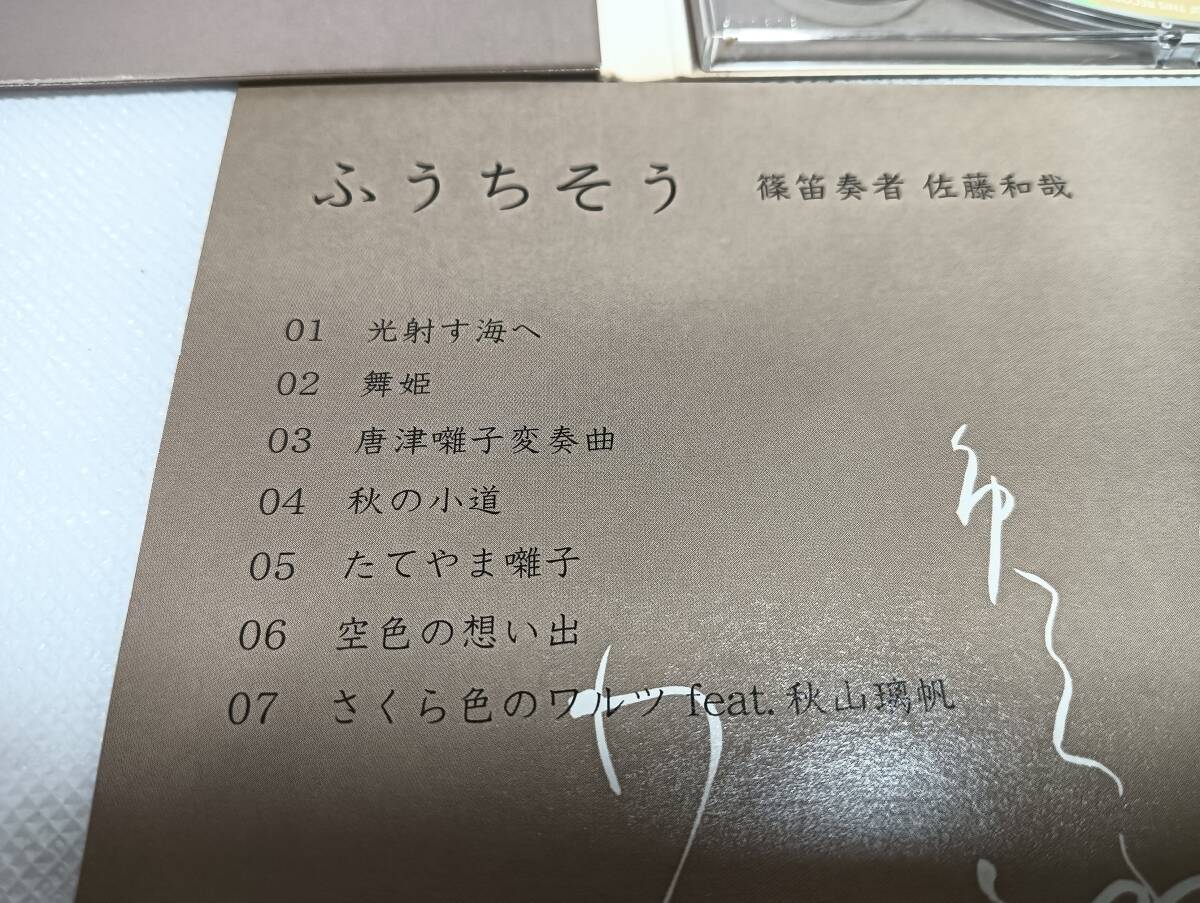 ふうちそう 篠笛奏者 佐藤和哉
01 光射す海へ
02 舞姫
03 唐津囃子変奏曲
04 秋の小道
05 たてやま囃子
06 空色の想い出
07 さくら色のワルツ feat. 秋山璃帆